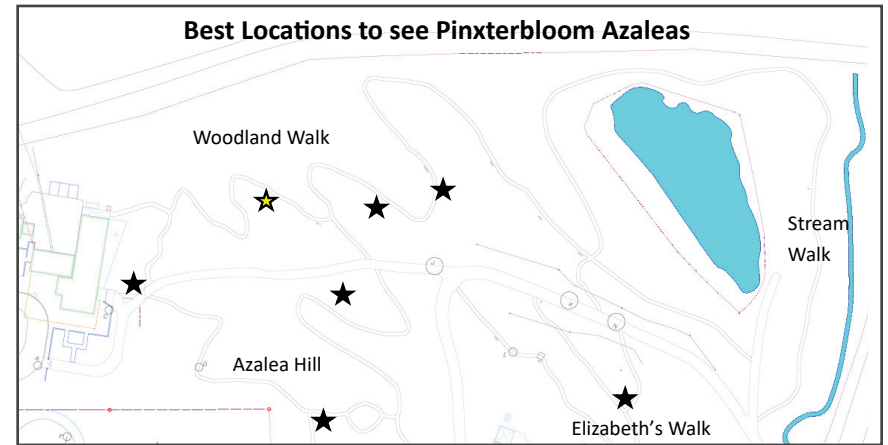 Best Locations to see Pinxterbloom Azaleas
Woodland Walk
Stream
Walk
Azalea Hill
Elizabeth's Walk